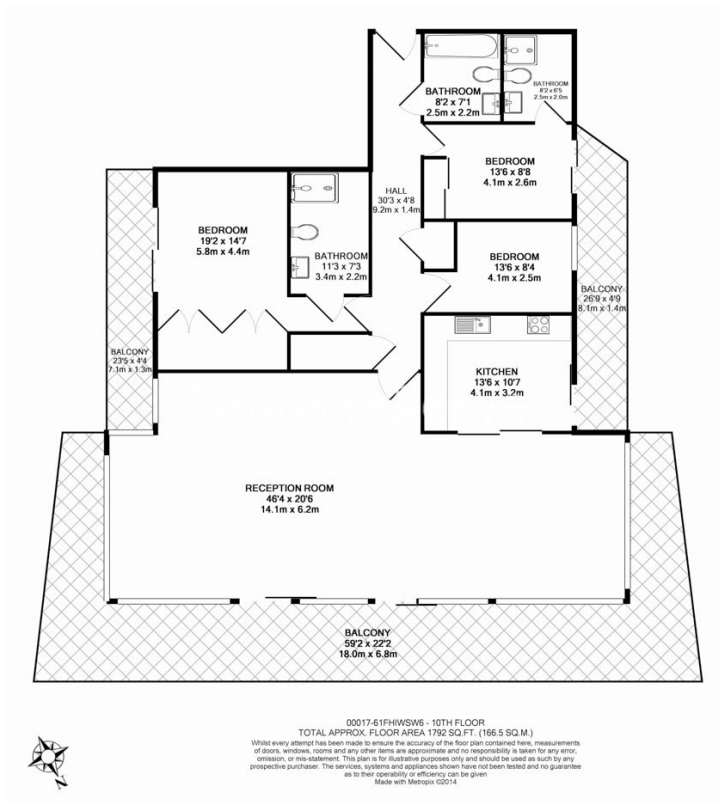 BATHROOM
8'2 x 7'1
2.5m x 2.2m
BATHROOM
8'2 x 6'5
2.5m x 2.0m
BEDROOM
13'6 x 8'8
4.1m x 2.6m
HALL
30'3 x 4'8
9.2m x 1.4m
BEDROOM
19'2 x 14'7
5.8m x 4.4m
BATHROOM
11'3 x 7'3
3.4m x 2.2m
BEDROOM
13'6 x 8'4
4.1m x 2.5m
BALCONY
26'9 x 4'9
8.1m x 1.4m
BALCONY
23'5 x 4'4
7.1m x 1.3m
KITCHEN
13'6 x 10'7
4.1m x 3.2m
RECEPTION ROOM
46'4 x 20'6
14.1m x 6.2m
BALCONY
59'2 x 22'2
18.0m x 6.8m
00017-61FHIWSW6 - 10TH FLOOR
TOTAL APPROX. FLOOR AREA 1792 SQ.FT. (166.5 SQ.M.)
Whilst every attempt has been made to ensure the accuracy of the floor plan contained here, measurements
of doors, windows, rooms and any other items are approximate and no responsibility is taken for any error,
omission, or mis-statement. This plan is for illustrative purposes only and should be used as such by any
prospective purchaser. The services, systems and appliances shown have not been tested and no guarantee
as to their operability or efficiency can be given
Made with Metropix ©2014
N